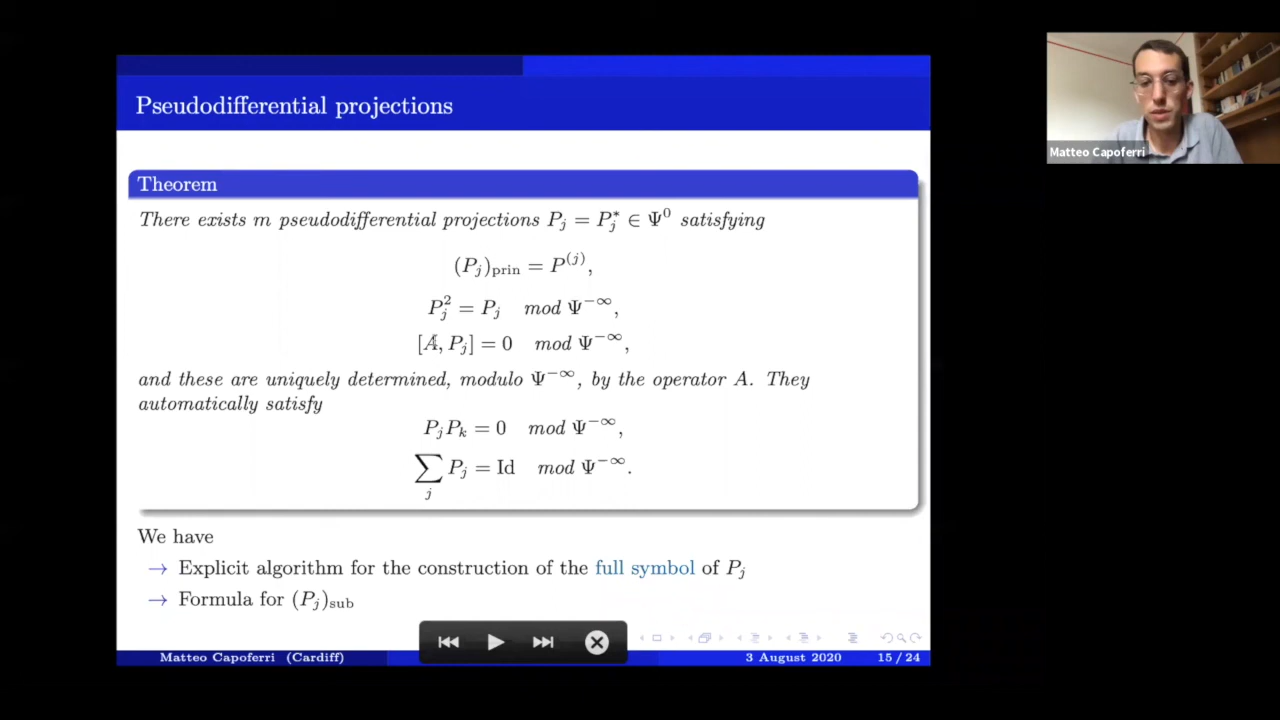 Pseudodifferential projections
Theorem
There exists m pseudodifferential projections P_j = P_j^* ∈ Ψ^0 satisfying
(P_j)_prin = P^(j),
P_j^2 = P_j mod Ψ^−∞,
[A, P_j] = 0 mod Ψ^−∞,
and these are uniquely determined, modulo Ψ^−∞, by the operator A. They
automatically satisfy
P_j P_k = 0 mod Ψ^−∞,
∑_j P_j = Id mod Ψ^−∞.
We have
→ Explicit algorithm for the construction of the full symbol of P_j
→ Formula for (P_j)_sub
Matteo Capoferri (Cardiff) 3 August 2020 15 / 24
Matteo Capoferri